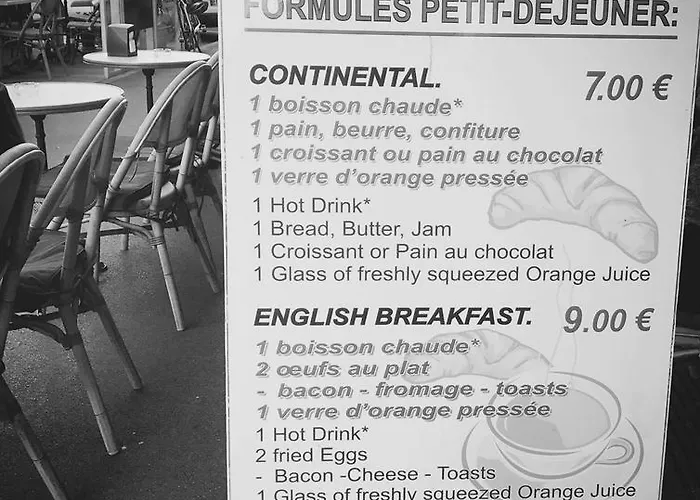 FORMULES PETIT-DEJEUNER:
CONTINENTAL. 7.00 €
1 boisson chaude*
1 pain, beurre, confiture
1 croissant ou pain au chocolat
1 verre d'orange pressée
1 Hot Drink*
1 Bread, Butter, Jam
1 Croissant or Pain au chocolat
1 Glass of freshly squeezed Orange Juice
ENGLISH BREAKFAST. 9.00 €
1 boisson chaude*
2 œufs au plat
- bacon - fromage - toasts
1 verre d'orange pressée
1 Hot Drink*
2 fried Eggs
- Bacon -Cheese - Toasts
1 Glass of freshly squeezed Orange Juice